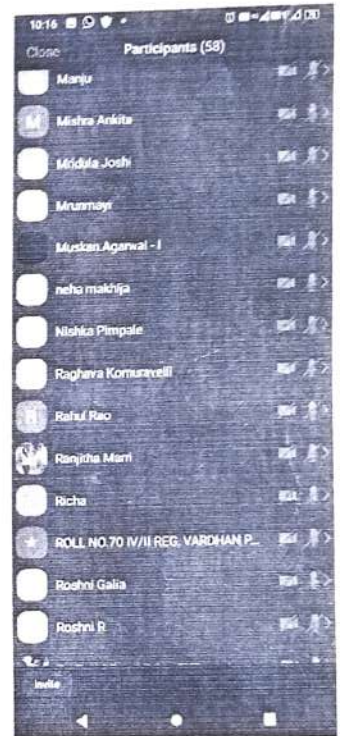 10:16
Close Participants (58)
Manju
M Mishra Ankita
Mridula Joshi
Mrunmayi
Muskan Agarwal - I
neha makhija
Nishka Pimpale
Raghava Komuravelli
R Rahul Rao
Ranjitha Marri
Richa
ROLL NO.70 IV/II REG. VARDHAN P...
Roshni Galia
Roshni R
Invite